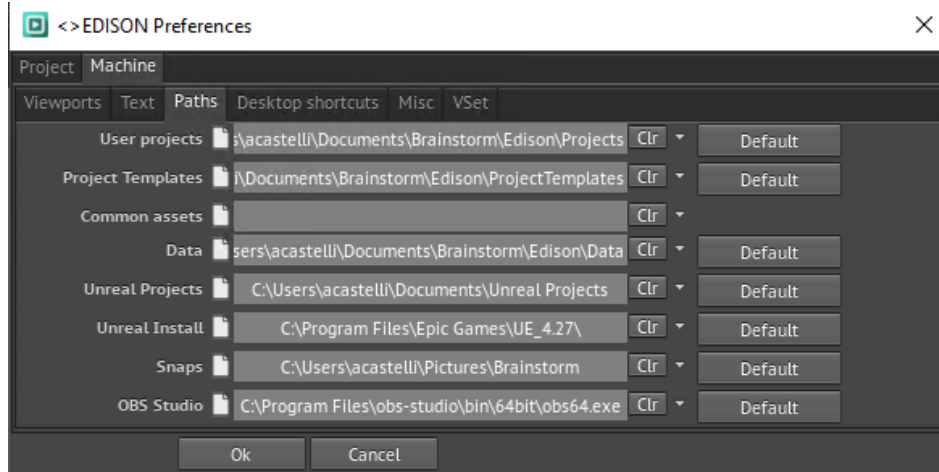 <>EDISON Preferences
Project Machine
Viewports Text Paths Desktop shortcuts Misc VSet
User projects s\acastelli\Documents\Brainstorm\Edison\Projects Clr Default
Project Templates i\Documents\Brainstorm\Edison\ProjectTemplates Clr Default
Common assets Clr
Data sers\acastelli\Documents\Brainstorm\Edison\Data Clr Default
Unreal Projects C:\Users\acastelli\Documents\Unreal Projects Clr Default
Unreal Install C:\Program Files\Epic Games\UE_4.27\ Clr Default
Snaps C:\Users\acastelli\Pictures\Brainstorm Clr Default
OBS Studio C:\Program Files\obs-studio\bin\64bit\obs64.exe Clr Default
Ok Cancel